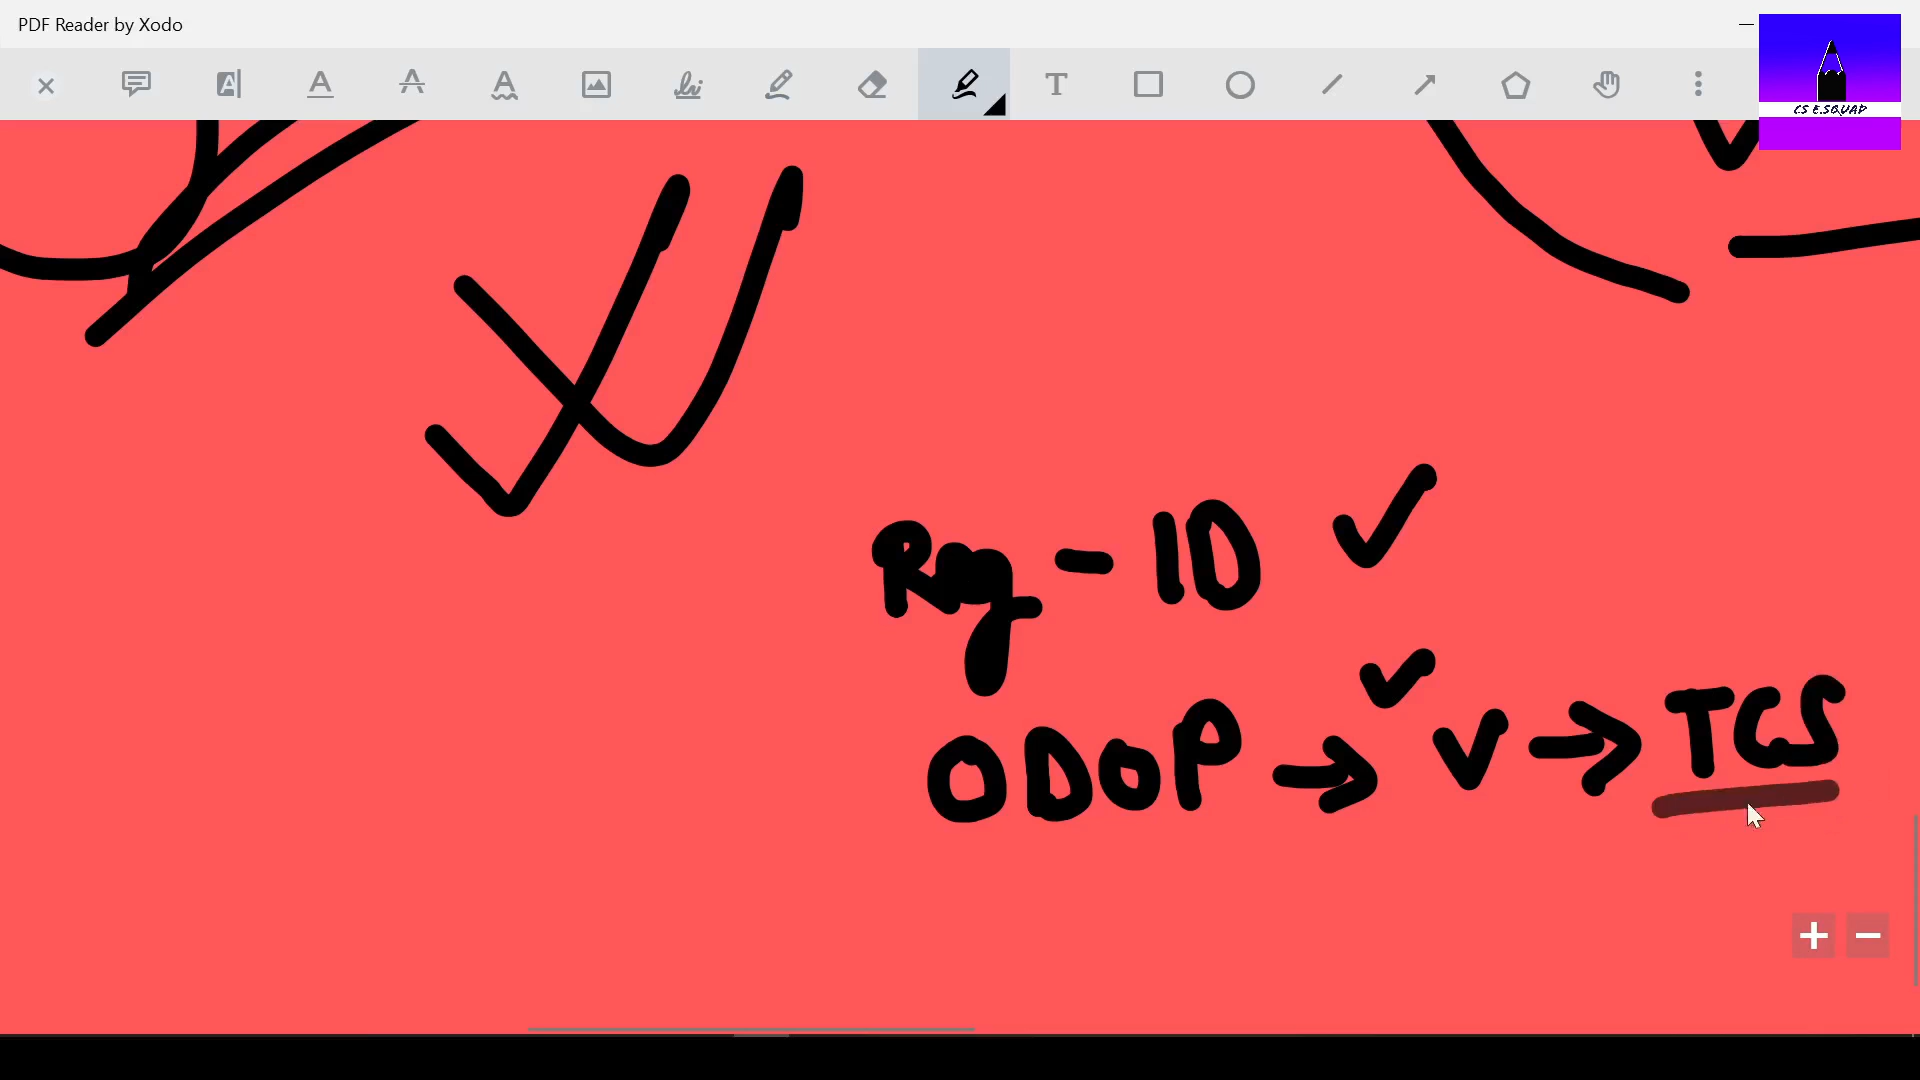 PDF Reader by Xodo
CS E.SQUAD
Reg - ID ✓
ODOP → ✓ ✓ → TCS